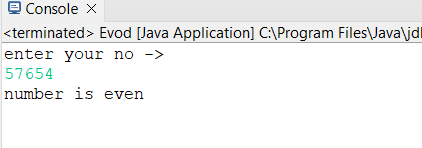 Console
<terminated> Evod [Java Application] C:\Program Files\Java\jd
enter your no ->
57654
number is even